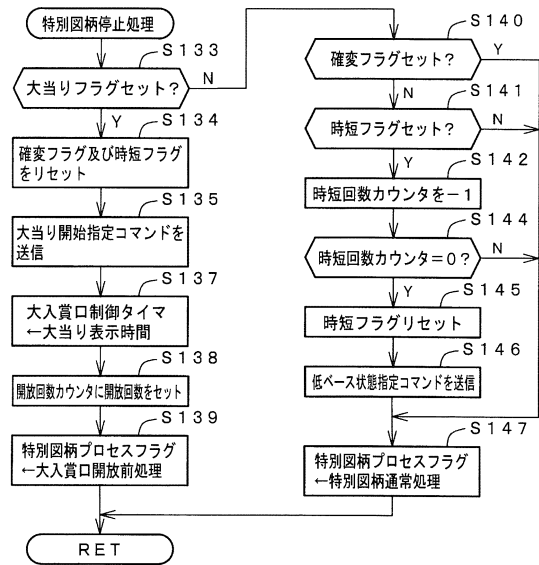 特別図柄停止処理
S133
大当りフラグセット？
N
Y
S134
確変フラグ及び時短フラグ
をリセット
S135
大当り開始指定コマンドを
送信
S137
大入賞口制御タイマ
←大当り表示時間
S138
開放回数カウンタに開放回数をセット
S139
特別図柄プロセスフラグ
←大入賞口開放前処理
RET
S140
確変フラグセット？
Y
N
S141
時短フラグセット？
N
Y
S142
時短回数カウンタを－1
S144
時短回数カウンタ＝0？
N
Y
S145
時短フラグリセット
S146
低ベース状態指定コマンドを送信
S147
特別図柄プロセスフラグ
←特別図柄通常処理